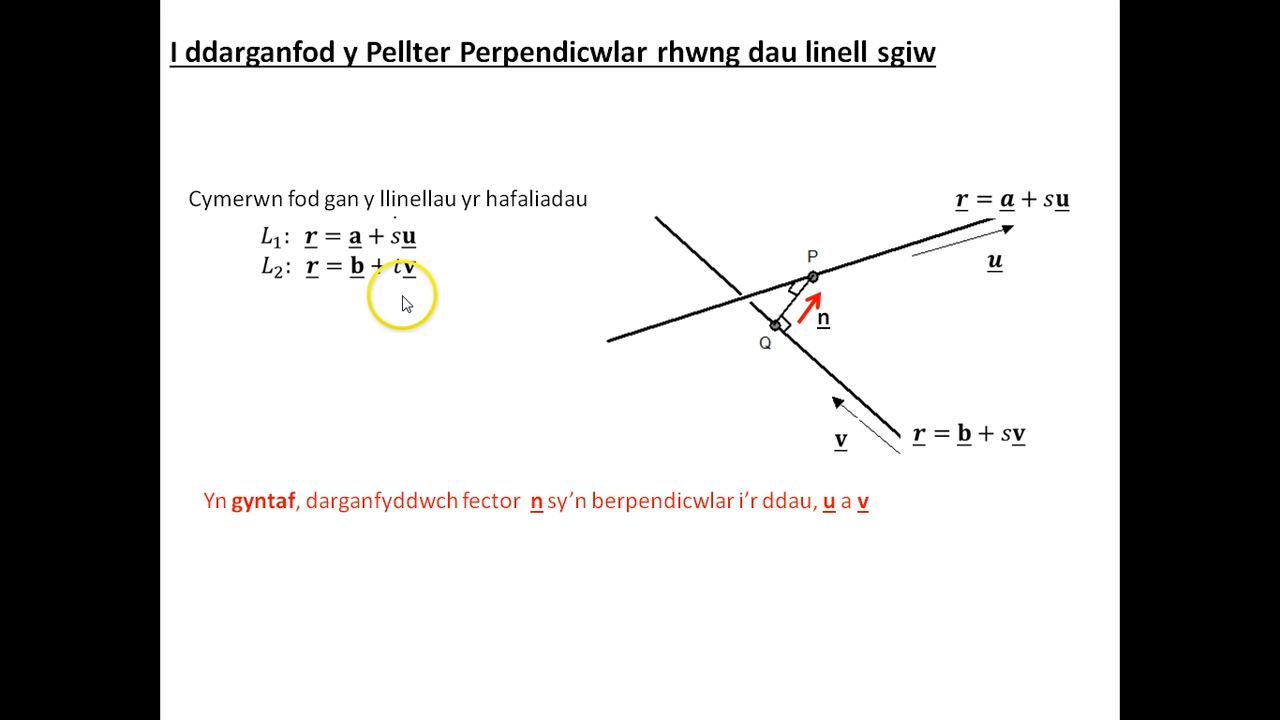 I ddarganfod y Pellter Perpendicwlar rhwng dau linell sgiw
Cymerwn fod gan y llinellau yr hafaliadau
L₁: r = a + su
L₂: r = b + tv
r = a + su
u
P
n
Q
v
r = b + sv
Yn gyntaf, darganfyddwch fector n sy’n berpendicwlar i’r ddau, u a v